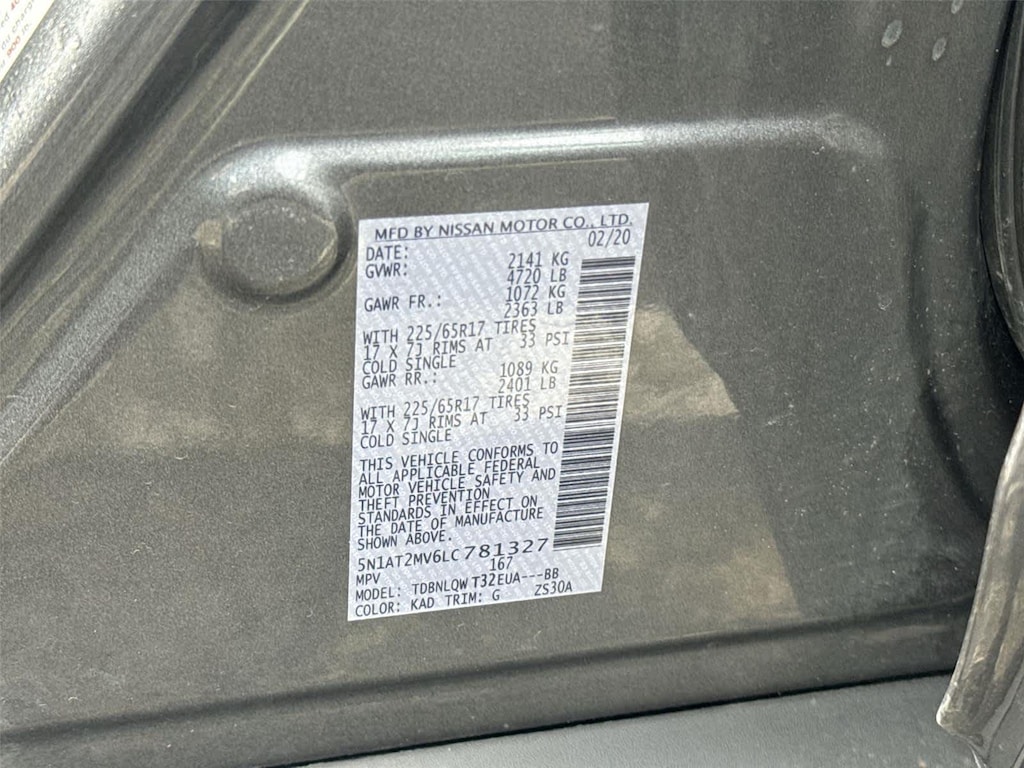 MFD BY NISSAN MOTOR CO., LTD.
DATE: 02/20
GVWR: 2141 KG
4720 LB
GAWR FR.: 1072 KG
2363 LB
WITH 225/65R17 TIRES
17 X 7J RIMS AT 33 PSI
COLD SINGLE
GAWR RR.: 1089 KG
2401 LB
WITH 225/65R17 TIRES
17 X 7J RIMS AT 33 PSI
COLD SINGLE
THIS VEHICLE CONFORMS TO
ALL APPLICABLE FEDERAL
MOTOR VEHICLE SAFETY AND
THEFT PREVENTION
STANDARDS IN EFFECT ON
THE DATE OF MANUFACTURE
SHOWN ABOVE.
5N1AT2MV6LC781327
MPV 167
MODEL: TDBNLQWT32EUA---BB
COLOR: KAD TRIM: G ZS30A